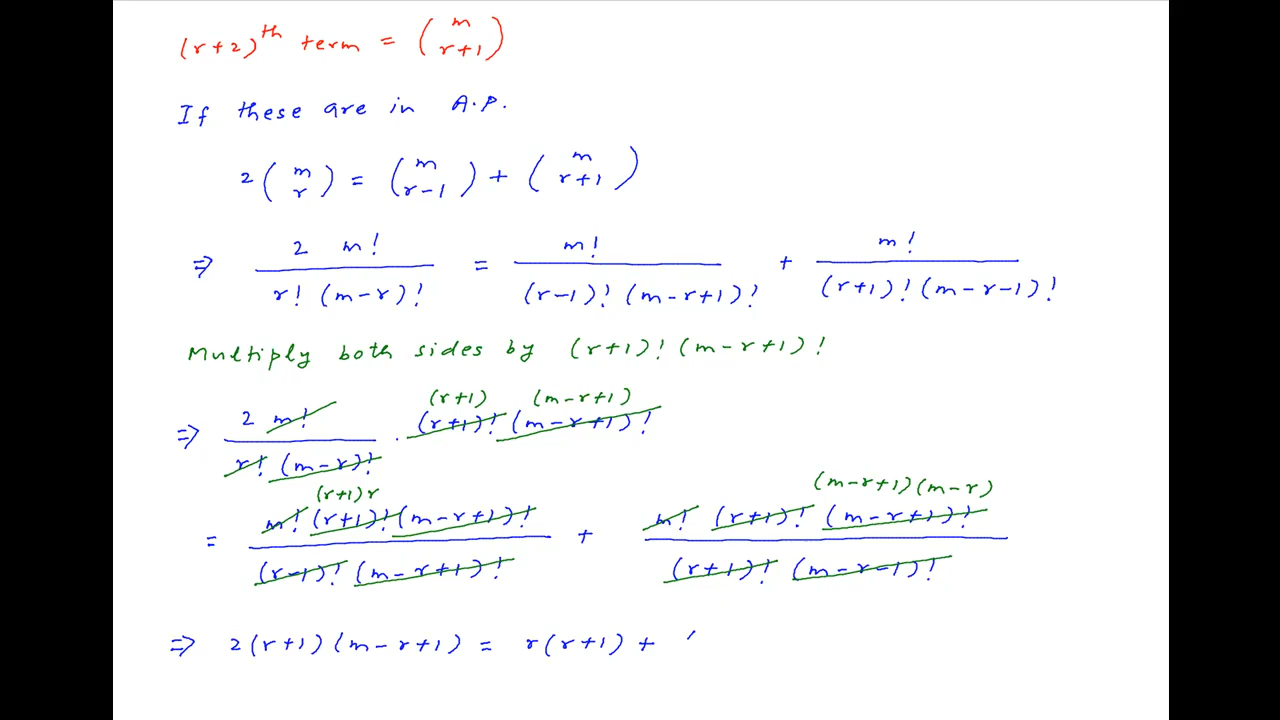 (r+2)^th term = (m r+1)
If these are in A.P.
2(m r) = (m r-1) + (m r+1)
⇒ 2 m! / r! (m-r)! = m! / (r-1)! (m-r+1)! + m! / (r+1)! (m-r-1)!
Multiply both sides by (r+1)! (m-r+1)!
(r+1) (m-r+1)
⇒ 2 m! / r! (m-r)! · (r+1)! (m-r+1)!
(r+1)r (m-r+1)(m-r)
= m! (r+1)! (m-r+1)! / (r-1)! (m-r+1)! + m! (r+1)! (m-r+1)! / (r+1)! (m-r-1)!
⇒ 2(r+1)(m-r+1) = r(r+1) +